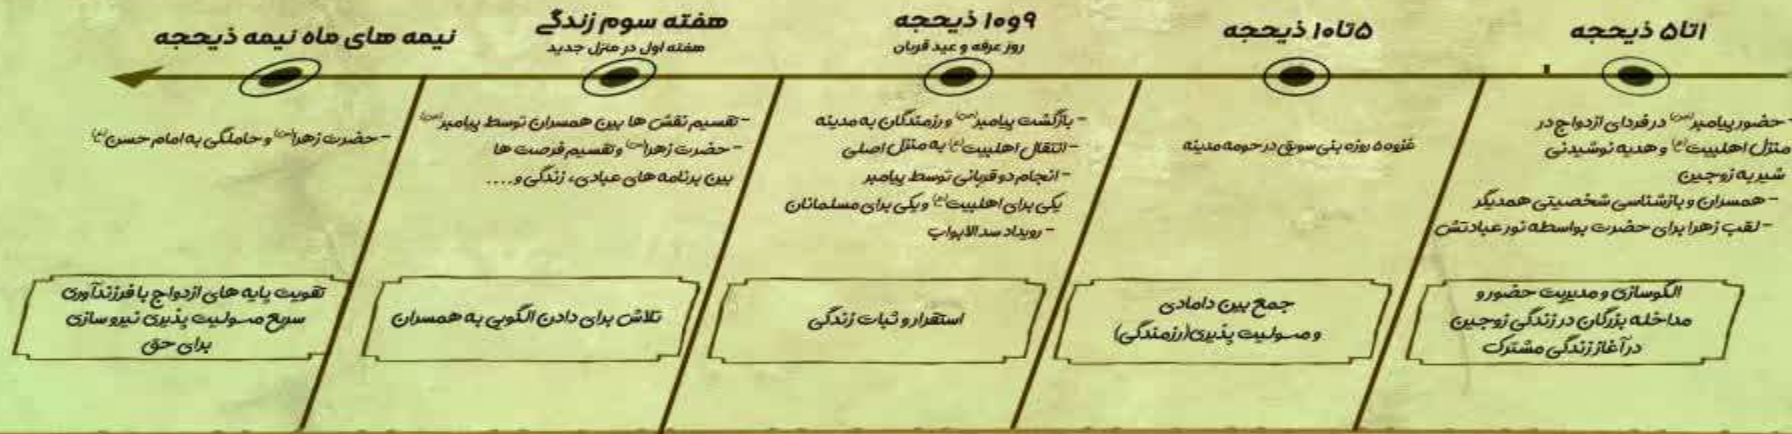 ۱تا۵ ذیحجه
- حضور پیامبر(ص) در فردای ازدواج در
منزل اهلبیت(ع) و هدیه نوشیدنی
شیر به زوجین
- همسران و بازشناسی شخصیتی همدیگر
- لقب زهرا برای حضرت بواسطه نور عبادتش
الگوسازی و مدیریت حضور و
مداخله بزرگان در زندگی زوجین
در آغاز زندگی مشترک
۵تا۱۰ ذیحجه
غزوه ۵ روزه بنی سویق در حومه مدینه
جمع بین دامادی
و مسولیت پذیری(رزمندگی)
۹و۱۰ ذیحجه
روز عرفه و عید قربان
- بازگشت پیامبر(ص) و رزمندگان به مدینه
- انتقال اهلبیت(ع) به منزل اصلی
- انجام دو قربانی توسط پیامبر
یکی برای اهلبیت(ع) و یکی برای مسلمانان
- رویداد سد الابواب
استقرار و ثبات زندگی
هفته سوم زندگی
هفته اول در منزل جدید
- تقسیم نقش ها بین همسران توسط پیامبر(ص)
- حضرت زهرا(س) و تقسیم فرصت ها
بین برنامه های عبادی، زندگی و....
تلاش برای دادن الگویی به همسران
نیمه های ماه نیمه ذیحجه
- حضرت زهرا(س) و حاملگی به امام حسن(ع)
تقویت پایه های ازدواج با فرزندآوری
سریع مسولیت پذیری نیرو سازی
برای حق